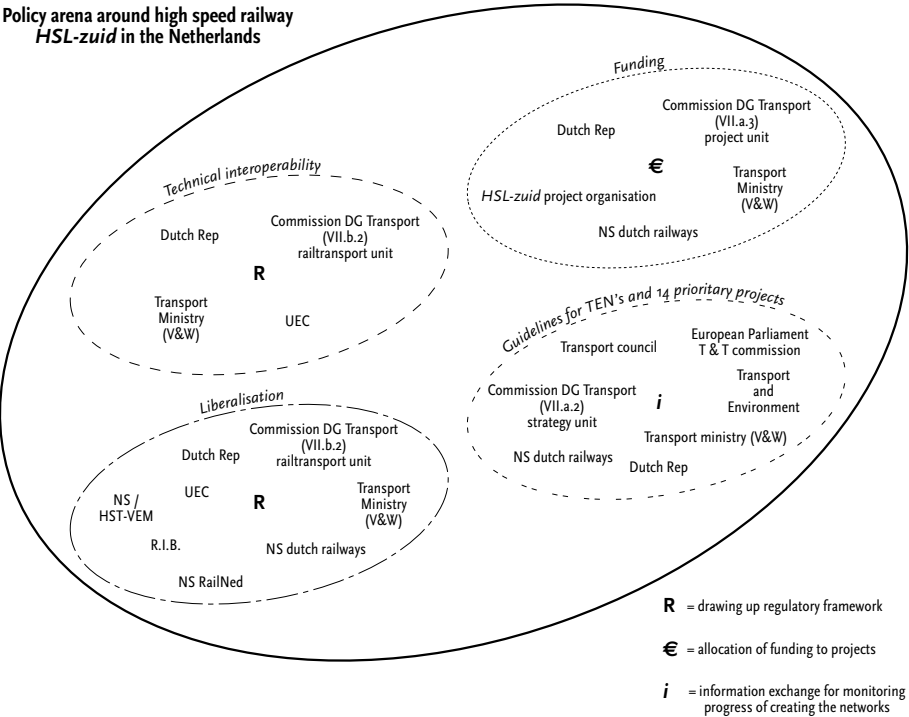 Policy arena around high speed railway
HSL-zuid in the Netherlands
Funding
Commission DG Transport
(VII.a.3)
project unit
Dutch Rep
€
Transport
Ministry
(V&W)
HSL-zuid project organisation
NS dutch railways
Technical interoperability
Commission DG Transport
(VII.b.2)
railtransport unit
Dutch Rep
R
Transport
Ministry
(V&W)
UEC
Guidelines for TEN's and 14 prioritary projects
Transport council
European Parliament
T & T commission
Transport
and
Environment
Commission DG Transport
(VII.a.2)
strategy unit
i
Transport ministry (V&W)
NS dutch railways
Dutch Rep
Liberalisation
Commission DG Transport
(VII.b.2)
railtransport unit
Dutch Rep
UEC
R
Transport
Ministry
(V&W)
NS /
HST-VEM
R.I.B.
NS dutch railways
NS RailNed
R = drawing up regulatory framework
€ = allocation of funding to projects
i = information exchange for monitoring
progress of creating the networks